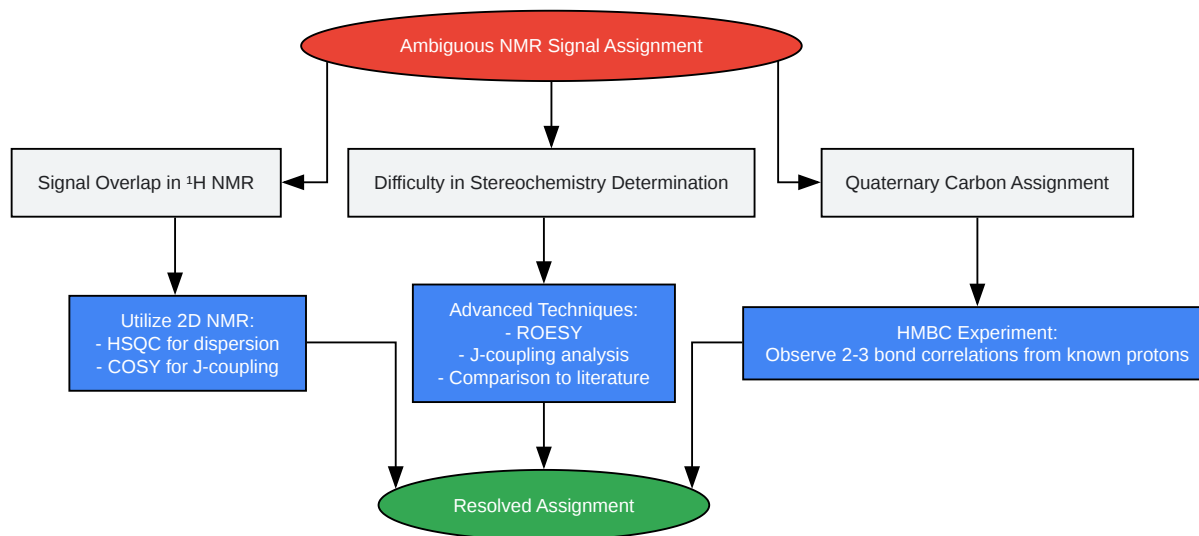 Ambiguous NMR Signal Assignment
Signal Overlap in ¹H NMR
Difficulty in Stereochemistry Determination
Quaternary Carbon Assignment
Utilize 2D NMR:
- HSQC for dispersion
- COSY for J-coupling
Advanced Techniques:
- ROESY
- J-coupling analysis
- Comparison to literature
HMBC Experiment:
Observe 2-3 bond correlations from known protons
Resolved Assignment